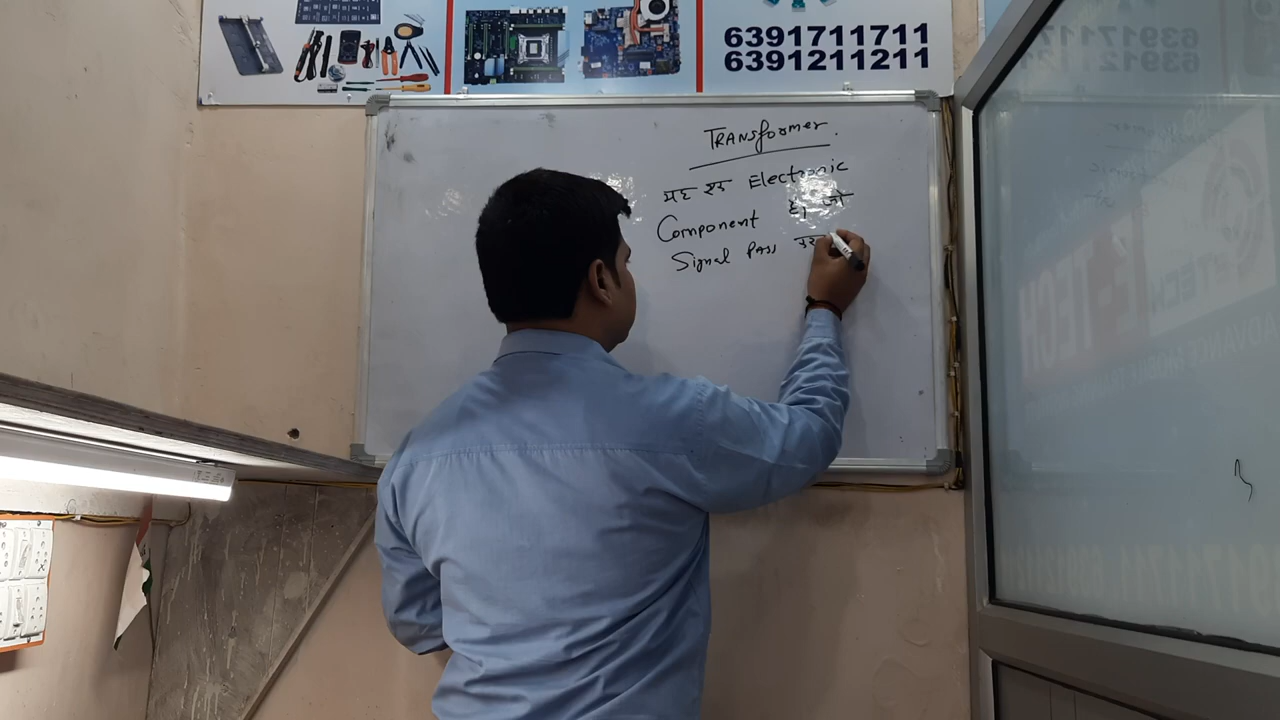 6391711711
6391211211
TRANSformer.
यह एक Electronic
Component है। जो
Signal PASS